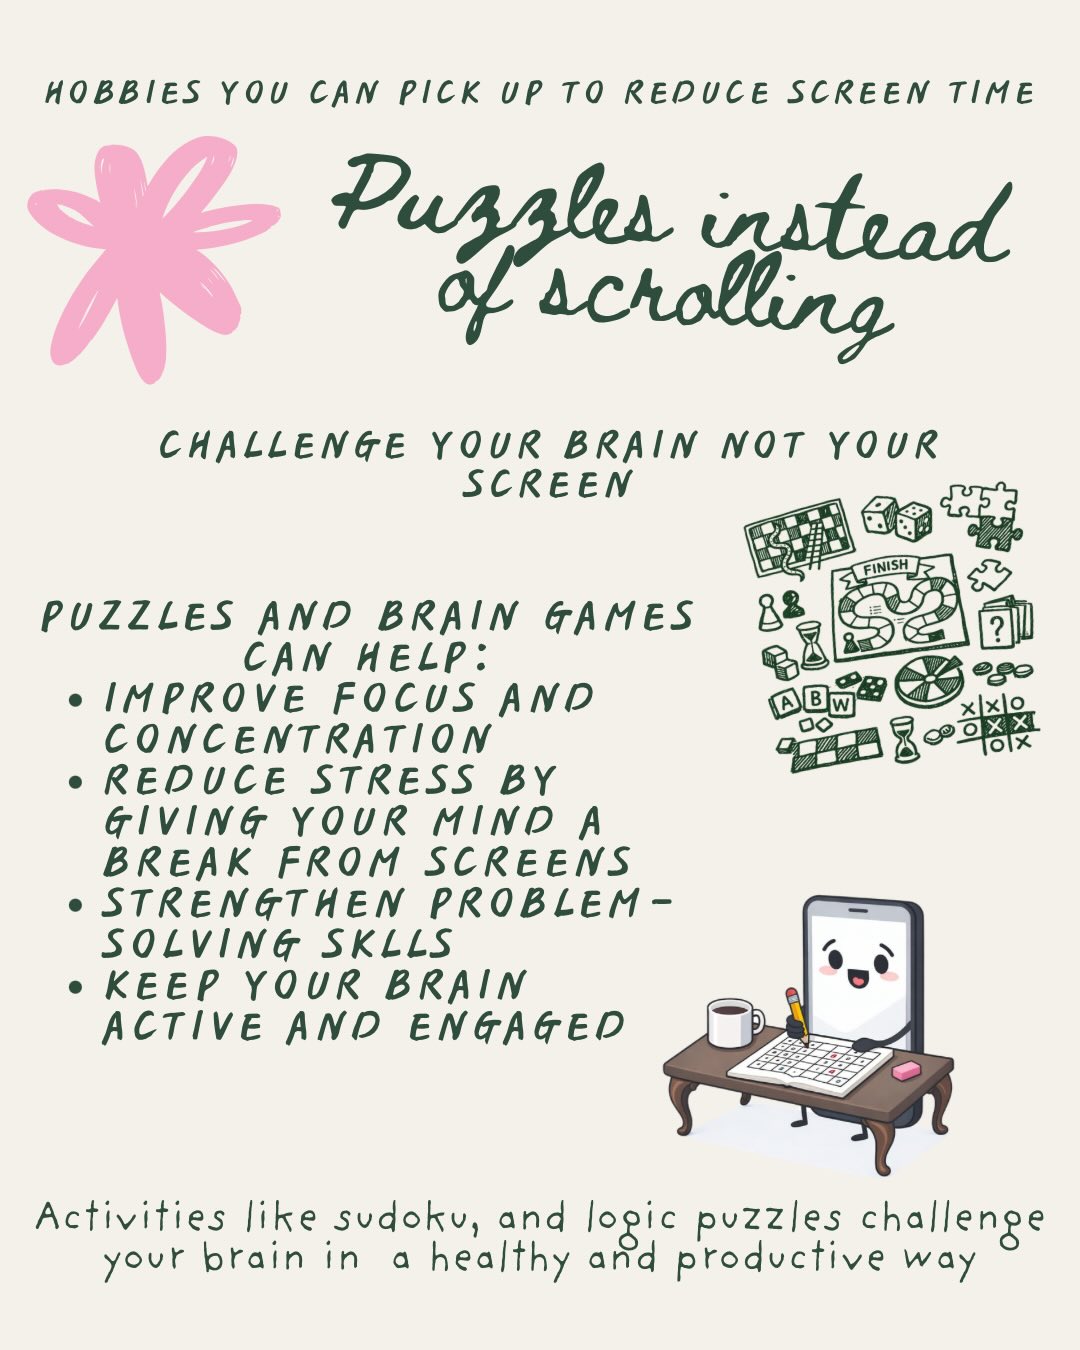 HOBBIES YOU CAN PICK UP TO REDUCE SCREEN TIME
Puzzles instead
of scrolling
CHALLENGE YOUR BRAIN NOT YOUR
SCREEN
FINISH
?
A B W
X X O
O X X
O X
PUZZLES AND BRAIN GAMES
CAN HELP:
• IMPROVE FOCUS AND
CONCENTRATION
• REDUCE STRESS BY
GIVING YOUR MIND A
BREAK FROM SCREENS
• STRENGTHEN PROBLEM-
SOLVING SKLLS
• KEEP YOUR BRAIN
ACTIVE AND ENGAGED
Activities like sudoku, and logic puzzles challenge
your brain in a healthy and productive way